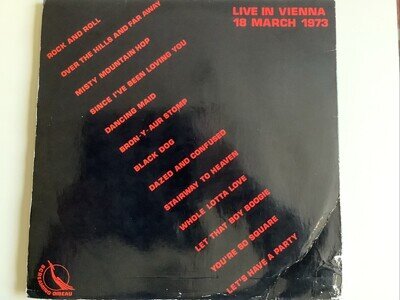 LIVE IN VIENNA
18 MARCH 1973
ROCK AND ROLL
OVER THE HILLS AND FAR AWAY
MISTY MOUNTAIN HOP
SINCE I'VE BEEN LOVING YOU
DANCING MAID
BRON-Y-AUR STOMP
BLACK DOG
DAZED AND CONFUSED
STAIRWAY TO HEAVEN
WHOLE LOTTA LOVE
LET THAT BOY BOOGIE
YOU'RE SO SQUARE
LET'S HAVE A PARTY
OISEAU